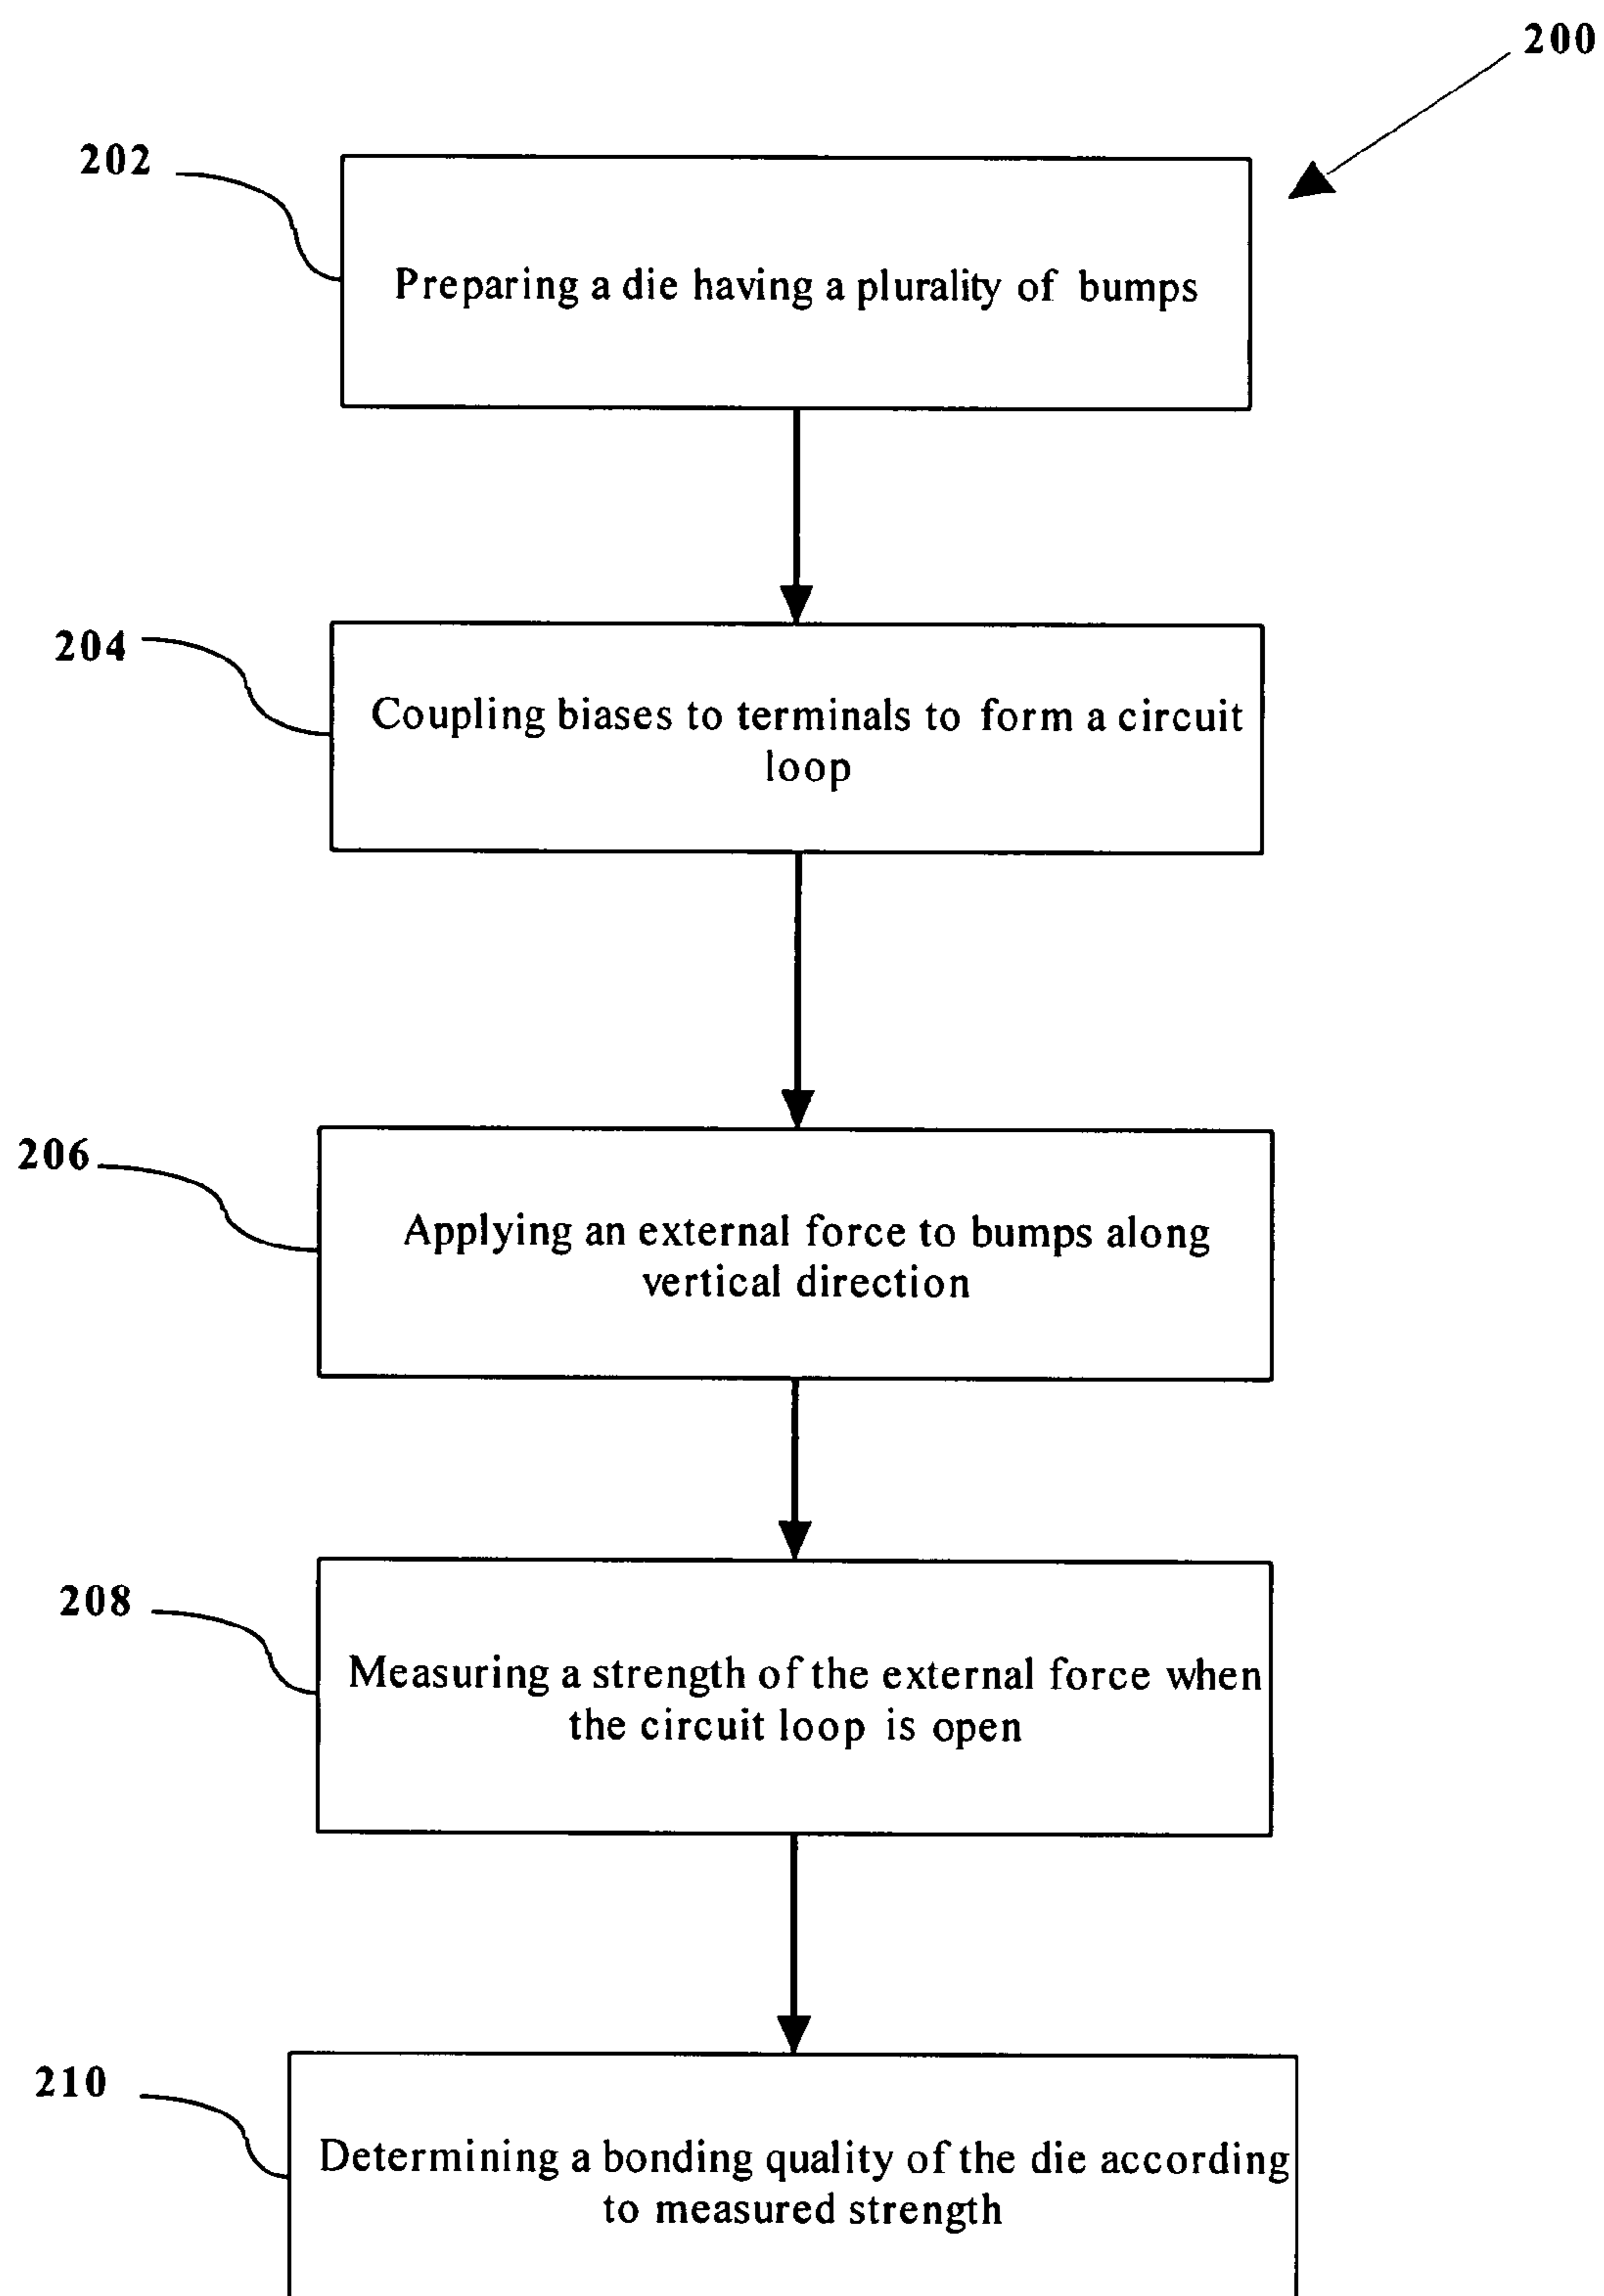 200
202
Preparing a die having a plurality of bumps
204
Coupling biases to terminals to form a circuit
loop
206
Applying an external force to bumps along
vertical direction
208
Measuring a strength of the external force when
the circuit loop is open
210
Determining a bonding quality of the die according
to measured strength